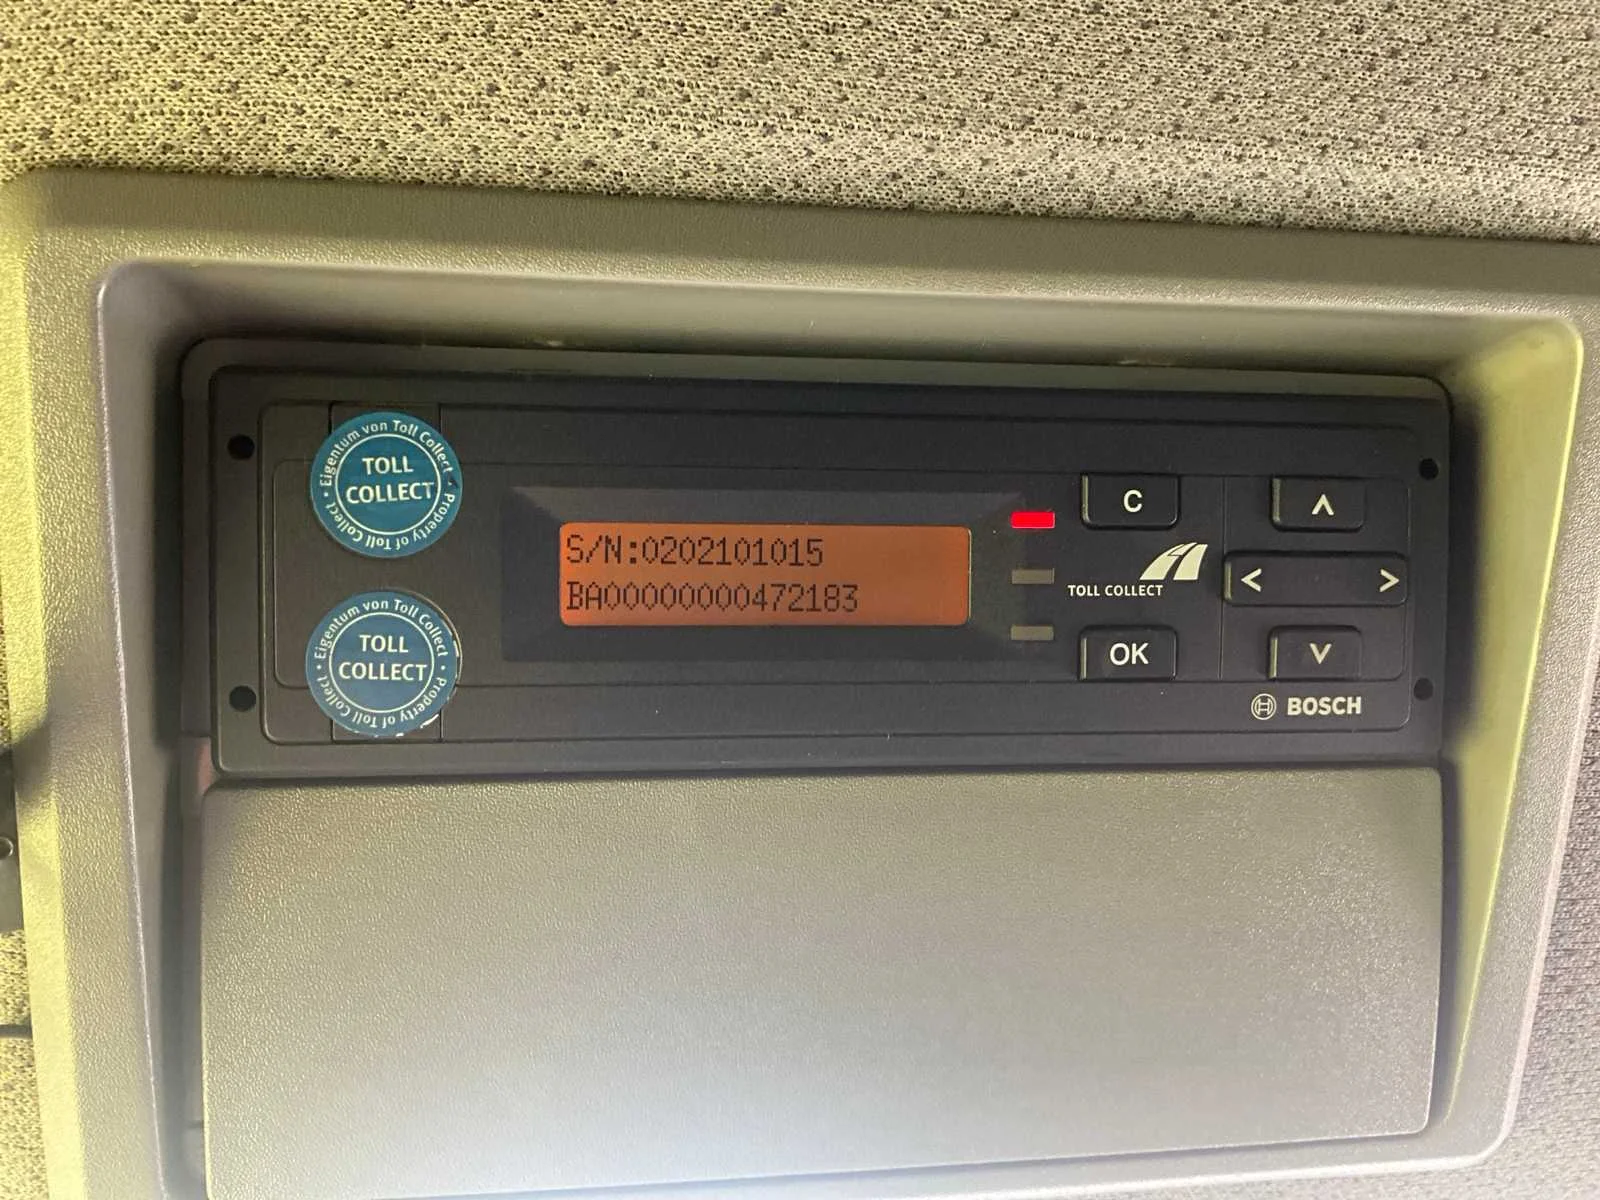 Eigentum von Toll Collect • Property of Toll Collect •
TOLL
COLLECT
Eigentum von Toll Collect • Property of Toll Collect •
TOLL
COLLECT
S/N:0202101015
BA00000000472183
C
TOLL COLLECT
OK
BOSCH